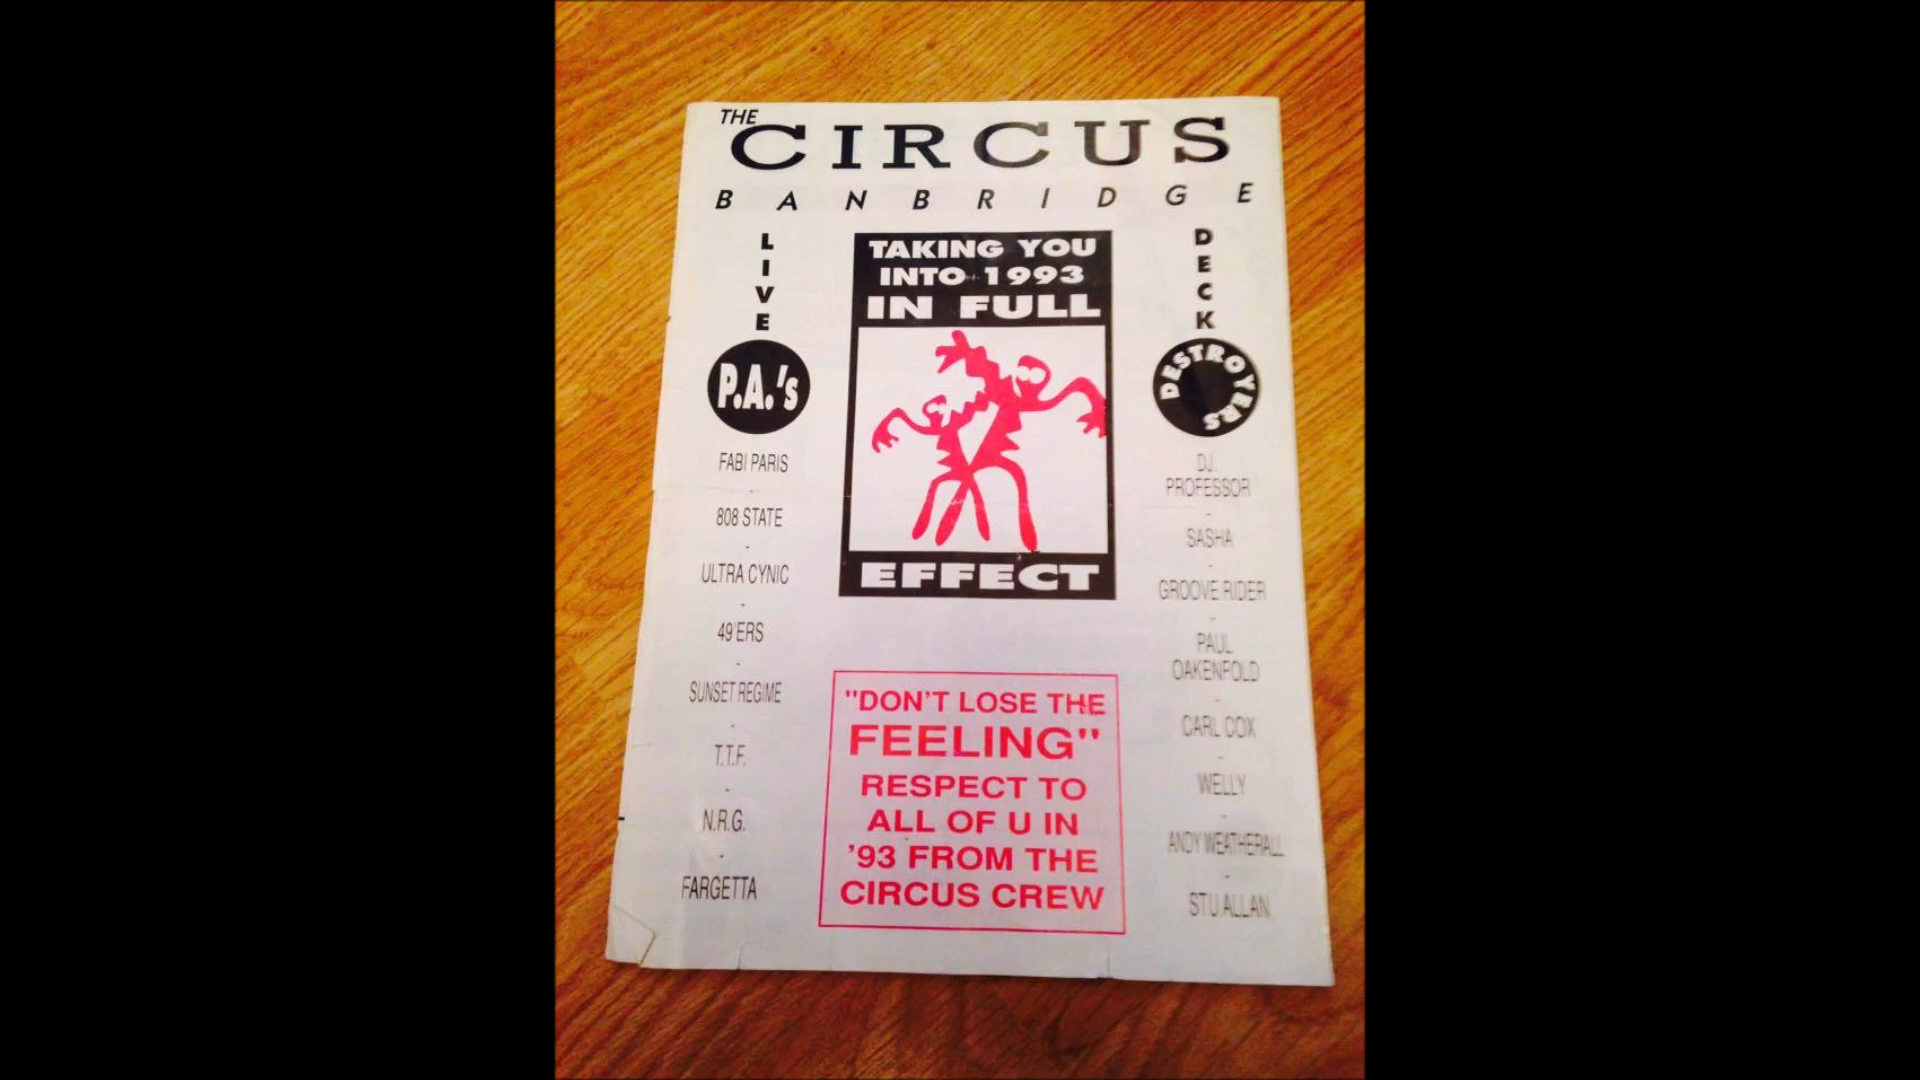 THE
CIRCUS
BANBRIDGE
LIVE
P.A.'s
FABI PARIS
-
808 STATE
-
ULTRA CYNIC
-
49'ERS
-
SUNSET REGIME
-
T.T.F.
-
N.R.G.
-
FARGETTA
TAKING YOU
INTO 1993
IN FULL
EFFECT
"DON'T LOSE THE
FEELING"
RESPECT TO
ALL OF U IN
'93 FROM THE
CIRCUS CREW
DECK
DESTROYERS
DJ.
PROFESSOR
-
SASHA
-
GROOVE RIDER
-
PAUL
OAKENFOLD
-
CARL COX
-
WELLY
-
ANDY WEATHERALL
-
STU ALLAN